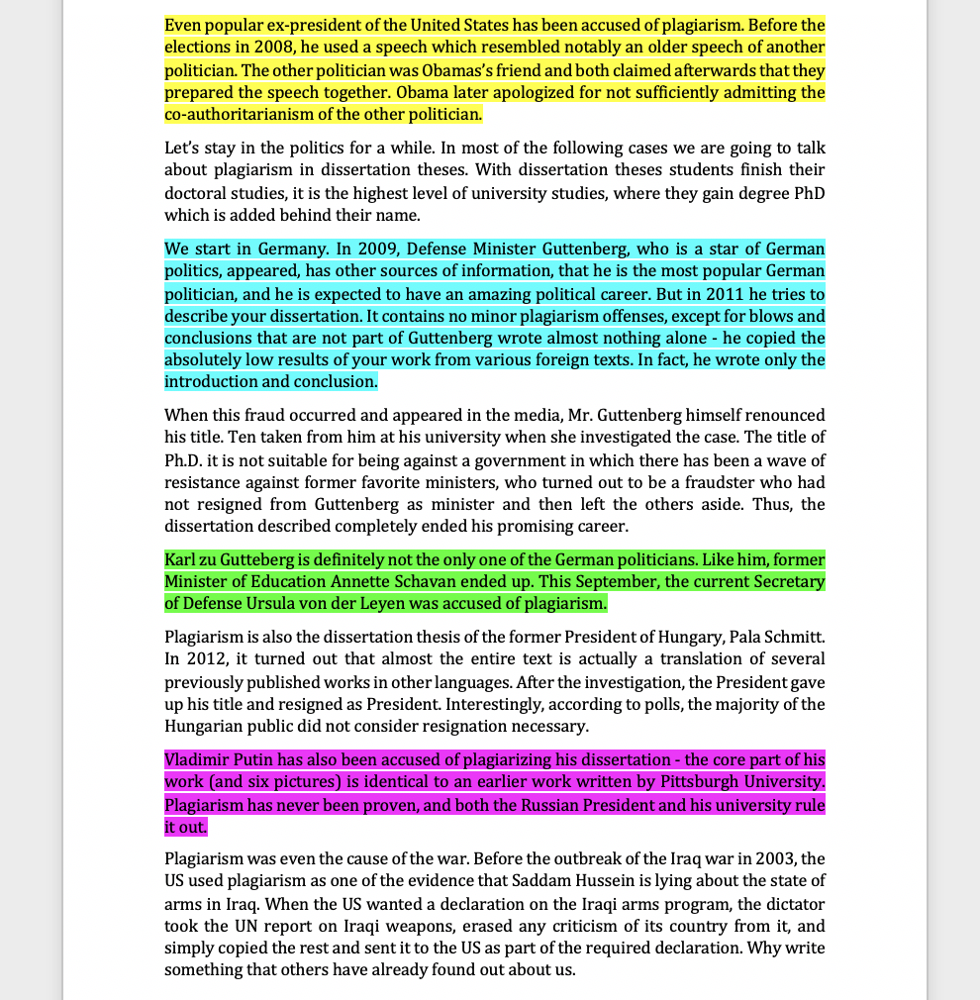 Even popular ex-president of the United States has been accused of plagiarism. Before the
elections in 2008, he used a speech which resembled notably an older speech of another
politician. The other politician was Obamas's friend and both claimed afterwards that they
prepared the speech together. Obama later apologized for not sufficiently admitting the
co-authoritarianism of the other politician.
Let's stay in the politics for a while. In most of the following cases we are going to talk
about plagiarism in dissertation theses. With dissertation theses students finish their
doctoral studies, it is the highest level of university studies, where they gain degree PhD
which is added behind their name.
We start in Germany. In 2009, Defense Minister Guttenberg, who is a star of German
politics, appeared, has other sources of information, that he is the most popular German
politician, and he is expected to have an amazing political career. But in 2011 he tries to
describe your dissertation. It contains no minor plagiarism offenses, except for blows and
conclusions that are not part of Guttenberg wrote almost nothing alone - he copied the
absolutely low results of your work from various foreign texts. In fact, he wrote only the
introduction and conclusion.
When this fraud occurred and appeared in the media, Mr. Guttenberg himself renounced
his title. Ten taken from him at his university when she investigated the case. The title of
Ph.D. it is not suitable for being against a government in which there has been a wave of
resistance against former favorite ministers, who turned out to be a fraudster who had
not resigned from Guttenberg as minister and then left the others aside. Thus, the
dissertation described completely ended his promising career.
Karl zu Gutteberg is definitely not the only one of the German politicians. Like him, former
Minister of Education Annette Schavan ended up. This September, the current Secretary
of Defense Ursula von der Leyen was accused of plagiarism.
Plagiarism is also the dissertation thesis of the former President of Hungary, Pala Schmitt.
In 2012, it turned out that almost the entire text is actually a translation of several
previously published works in other languages. After the investigation, the President gave
up his title and resigned as President. Interestingly, according to polls, the majority of the
Hungarian public did not consider resignation necessary.
Vladimir Putin has also been accused of plagiarizing his dissertation - the core part of his
work (and six pictures) is identical to an earlier work written by Pittsburgh University.
Plagiarism has never been proven, and both the Russian President and his university rule
it out.
Plagiarism was even the cause of the war. Before the outbreak of the Iraq war in 2003, the
US used plagiarism as one of the evidence that Saddam Hussein is lying about the state of
arms in Iraq. When the US wanted a declaration on the Iraqi arms program, the dictator
took the UN report on Iraqi weapons, erased any criticism of its country from it, and
simply copied the rest and sent it to the US as part of the required declaration. Why write
something that others have already found out about us.